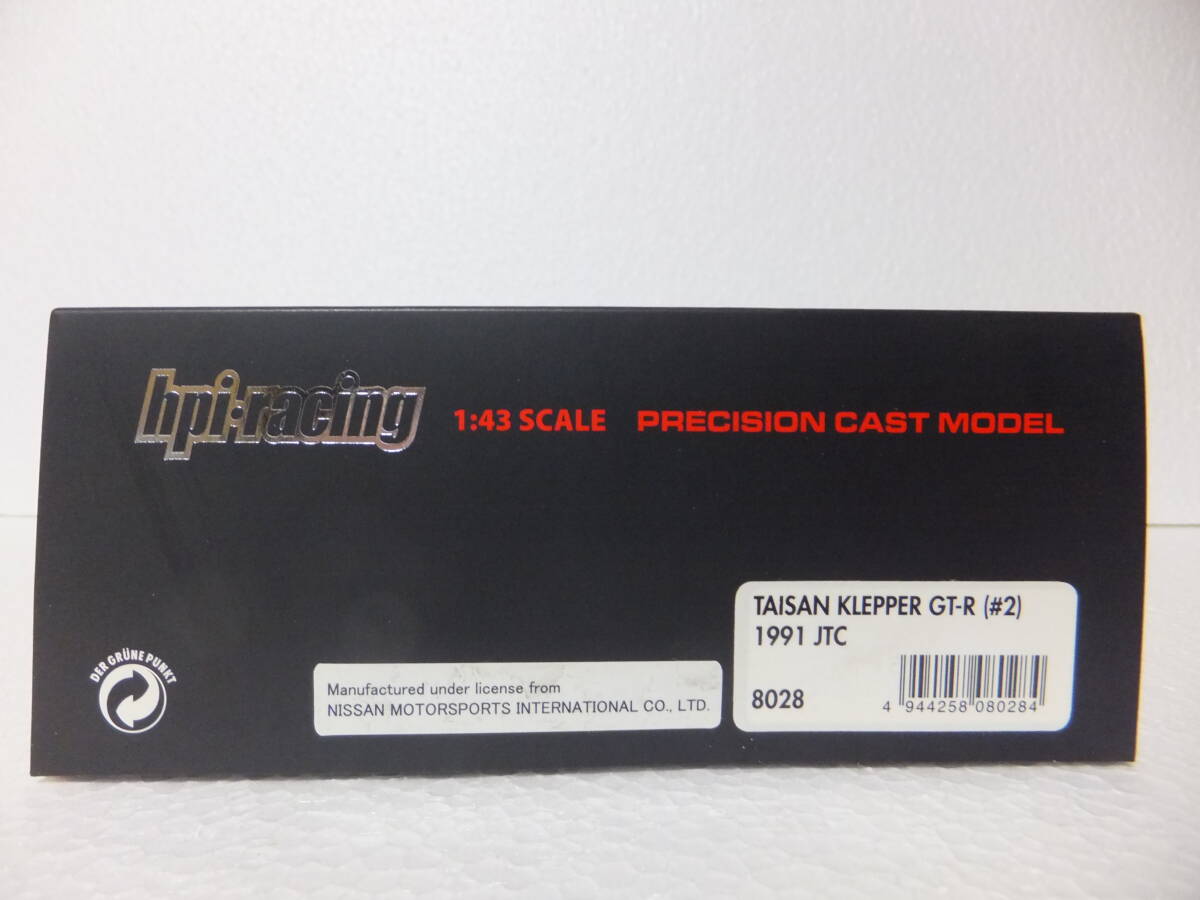 hpi·racing 1:43 SCALE PRECISION CAST MODEL
TAISAN KLEPPER GT-R (#2)
1991 JTC
8028
4 944258 080284
Manufactured under license from
NISSAN MOTORSPORTS INTERNATIONAL CO., LTD.
DER GRÜNE PUNKT